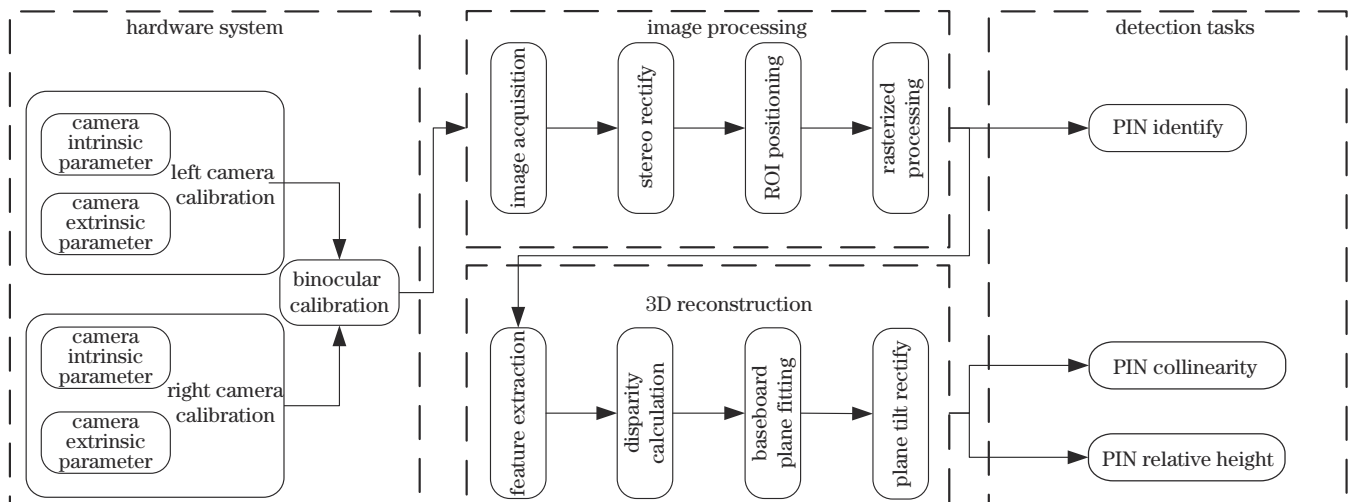 hardware system
camera
intrinsic
parameter
camera
extrinsic
parameter
left camera
calibration
binocular
calibration
camera
intrinsic
parameter
camera
extrinsic
parameter
right camera
calibration
image processing
image acquisition
stereo rectify
ROI positioning
rasterized
processing
3D reconstruction
feature extraction
disparity
calculation
baseboard
plane fitting
plane tilt rectify
detection tasks
PIN identify
PIN collinearity
PIN relative height